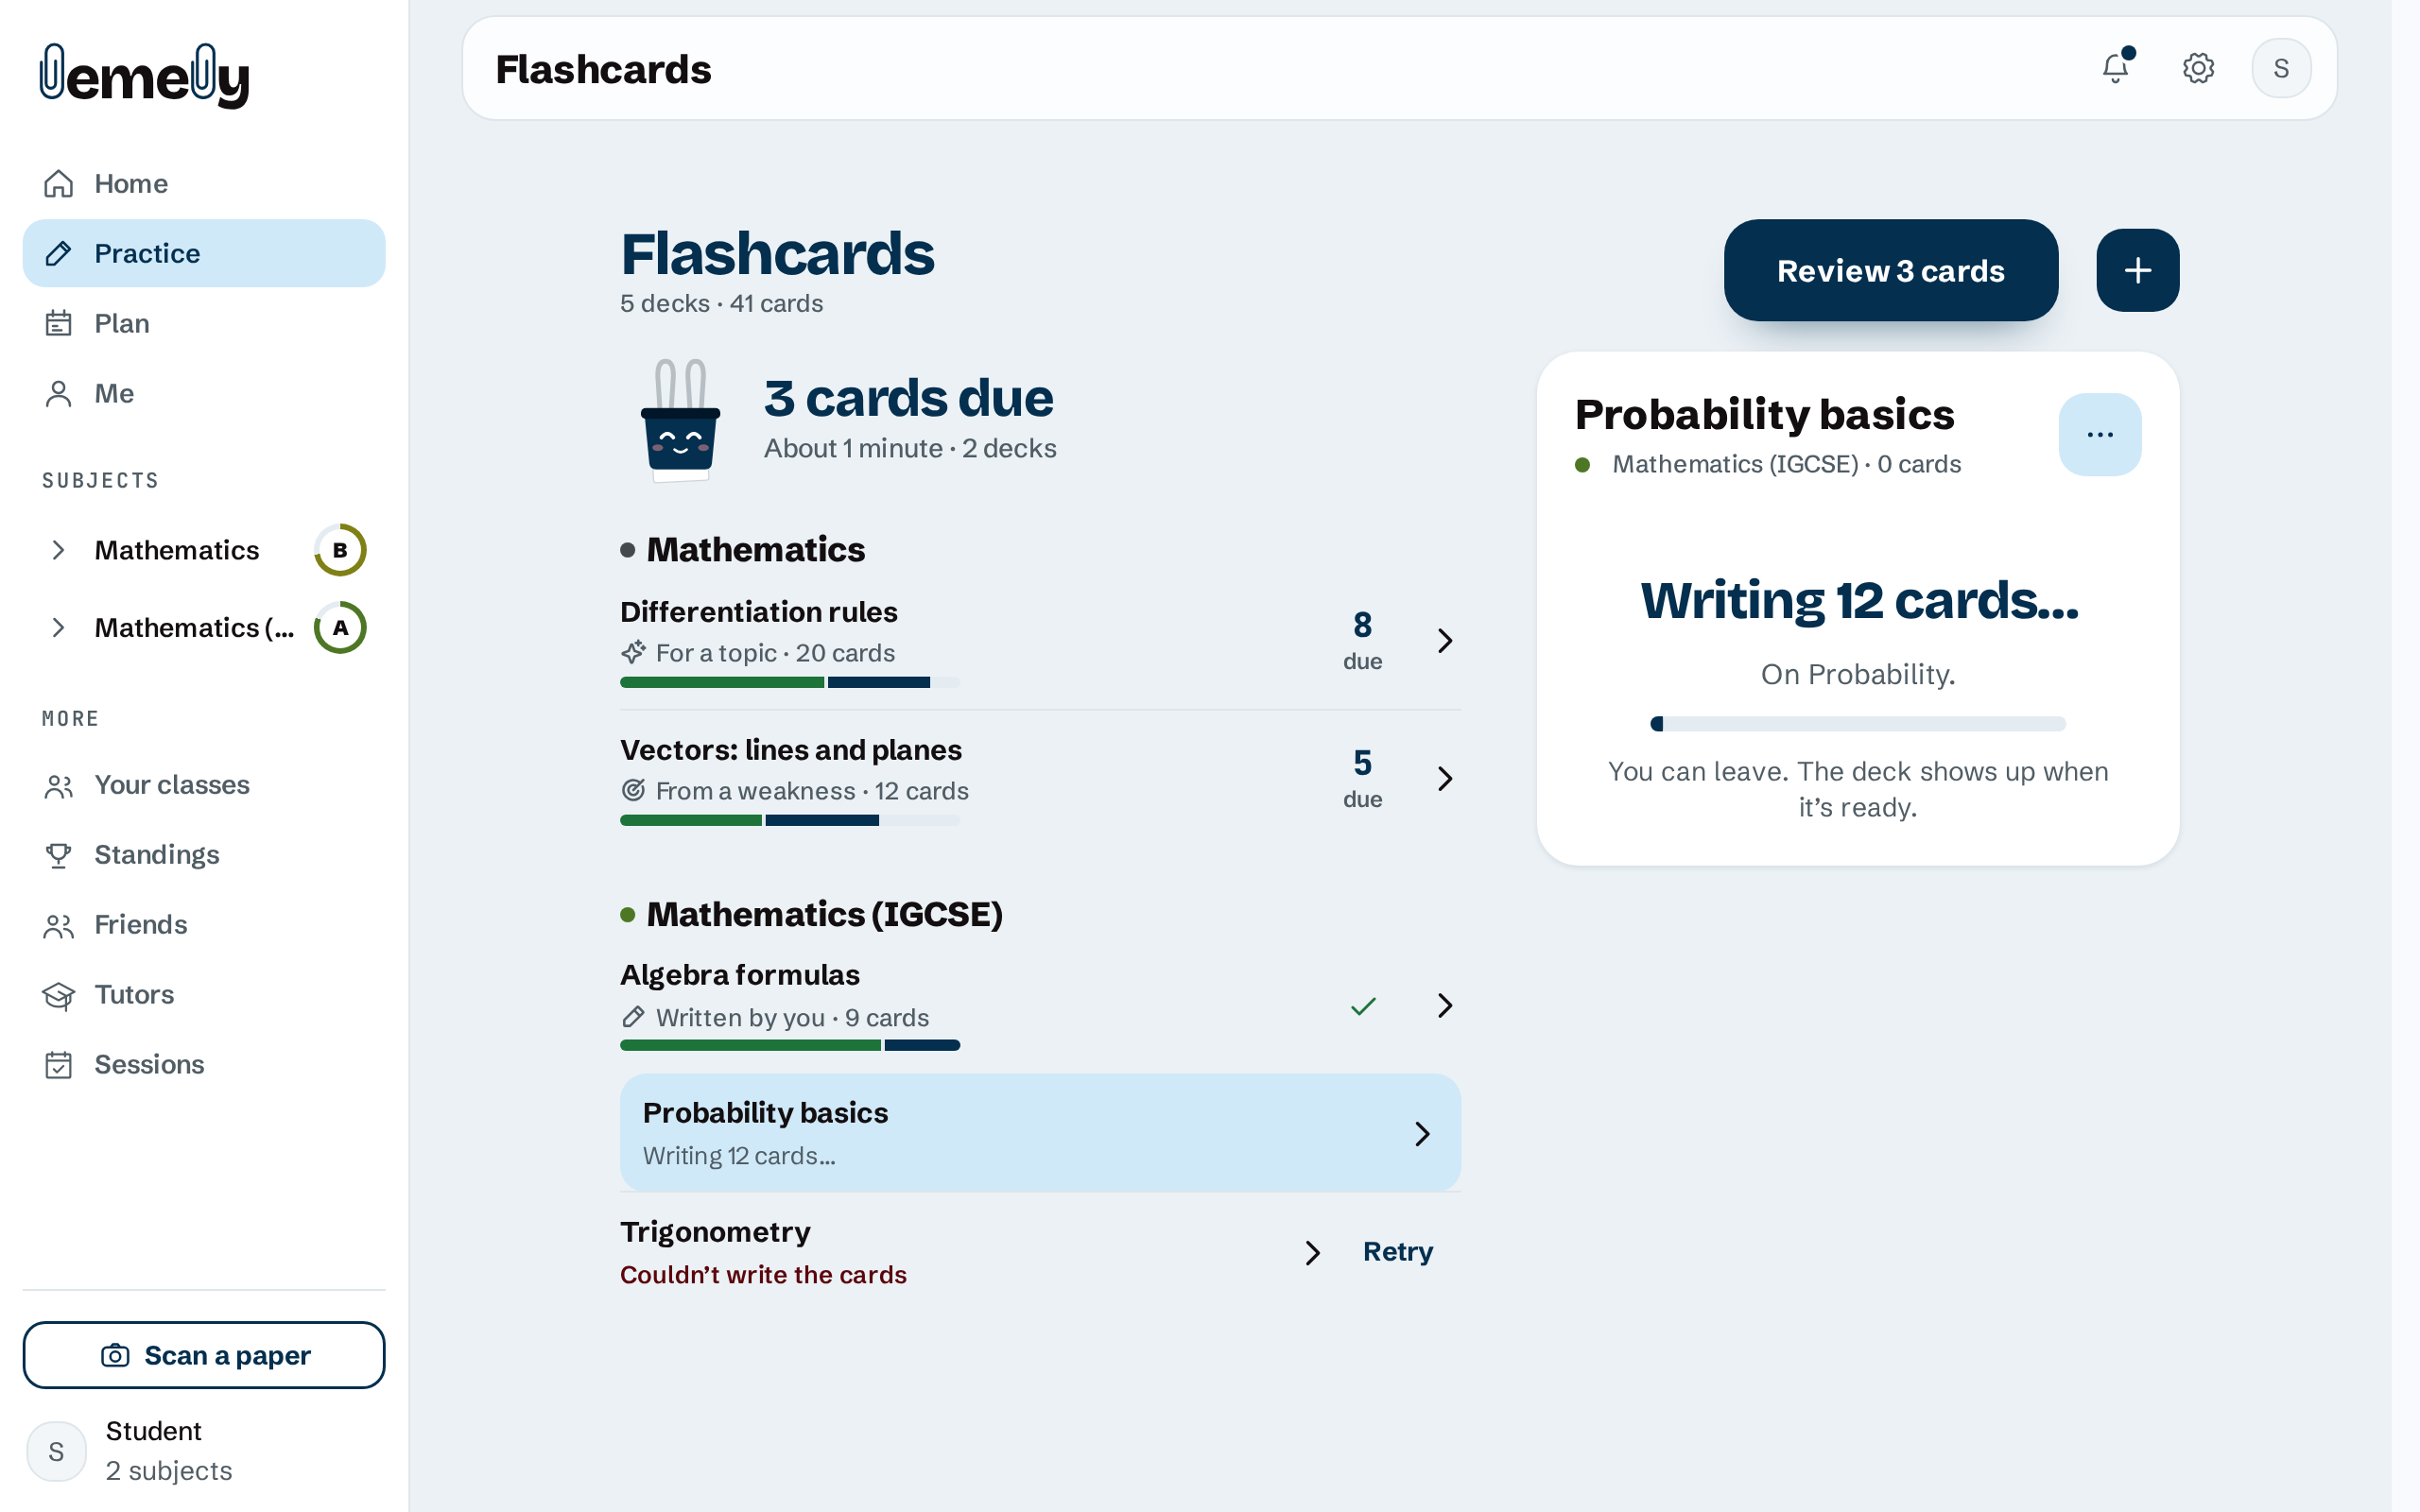 lemely
Home
Practice
Plan
Me
SUBJECTS
Mathematics
B
Mathematics (...
A
MORE
Your classes
Standings
Friends
Tutors
Sessions
Scan a paper
S
Student
2 subjects
Flashcards
S
Flashcards
5 decks · 41 cards
Review 3 cards
3 cards due
About 1 minute · 2 decks
Mathematics
Differentiation rules
For a topic · 20 cards
8
due
Vectors: lines and planes
From a weakness · 12 cards
5
due
Mathematics (IGCSE)
Algebra formulas
Written by you · 9 cards
Probability basics
Writing 12 cards...
Trigonometry
Couldn’t write the cards
Retry
Probability basics
Mathematics (IGCSE) · 0 cards
Writing 12 cards...
On Probability.
You can leave. The deck shows up when
it’s ready.